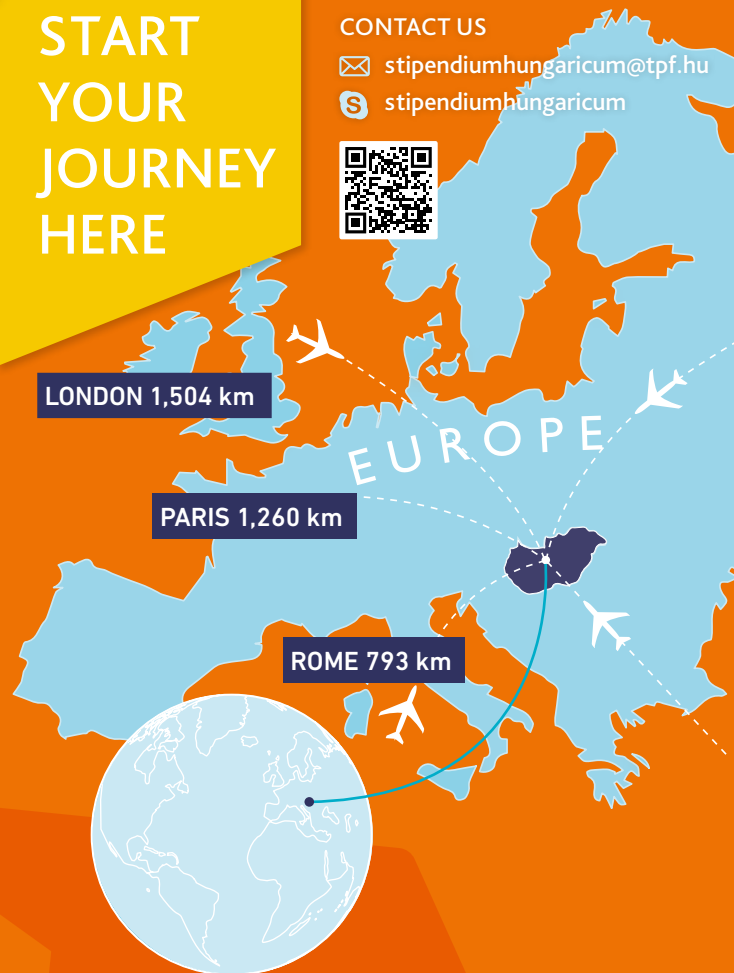 START
YOUR
JOURNEY
HERE
CONTACT US
stipendiumhungaricum@tpf.hu
stipendiumhungaricum
LONDON 1,504 km
EUROPE
PARIS 1,260 km
ROME 793 km